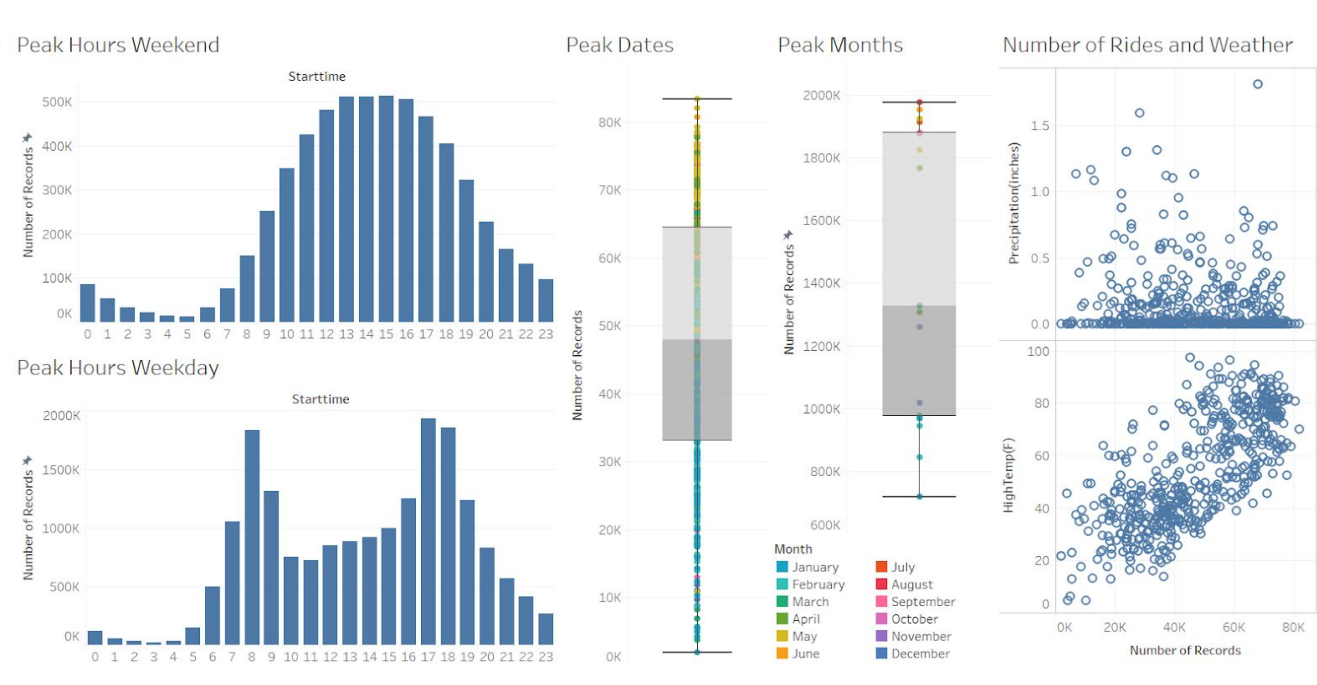 Peak Hours Weekend
Starttime
Number of Records
500K
400K
300K
200K
100K
0K
0 1 2 3 4 5 6 7 8 9 10 11 12 13 14 15 16 17 18 19 20 21 22 23
Peak Hours Weekday
Starttime
Number of Records
2000K
1500K
1000K
500K
0K
0 1 2 3 4 5 6 7 8 9 10 11 12 13 14 15 16 17 18 19 20 21 22 23
Peak Dates
Number of Records
80K
70K
60K
50K
40K
30K
20K
10K
0K
Peak Months
Number of Records
2000K
1800K
1600K
1400K
1200K
1000K
800K
600K
Month
January
February
March
April
May
June
July
August
September
October
November
December
Number of Rides and Weather
Precipitation(inches)
1.5
1.0
0.5
0.0
HighTemp(F)
100
80
60
40
20
0
0K 20K 40K 60K 80K
Number of Records